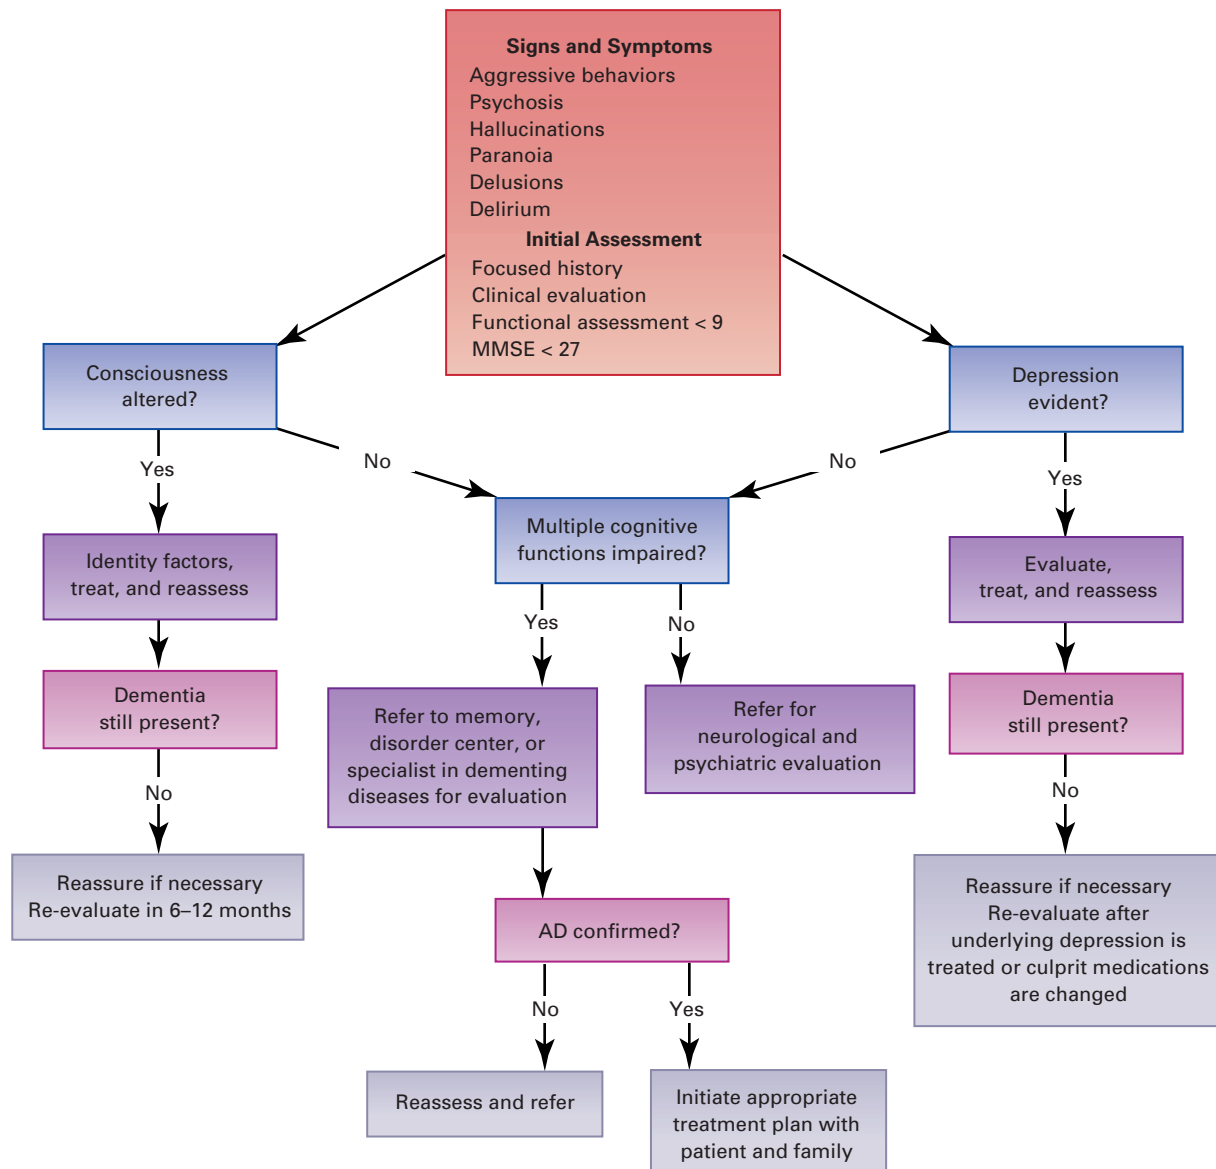 Signs and Symptoms
Aggressive behaviors
Psychosis
Hallucinations
Paranoia
Delusions
Delirium
Initial Assessment
Focused history
Clinical evaluation
Functional assessment < 9
MMSE < 27
Consciousness
altered?
Depression
evident?
Yes
No
No
Yes
Multiple cognitive
functions impaired?
Identity factors,
treat, and reassess
Evaluate,
treat, and reassess
Yes
No
Dementia
still present?
Refer to memory,
disorder center, or
specialist in dementing
diseases for evaluation
Refer for
neurological and
psychiatric evaluation
Dementia
still present?
No
No
Reassure if necessary
Re-evaluate in 6–12 months
AD confirmed?
Reassure if necessary
Re-evaluate after
underlying depression is
treated or culprit medications
are changed
No
Yes
Reassess and refer
Initiate appropriate
treatment plan with
patient and family